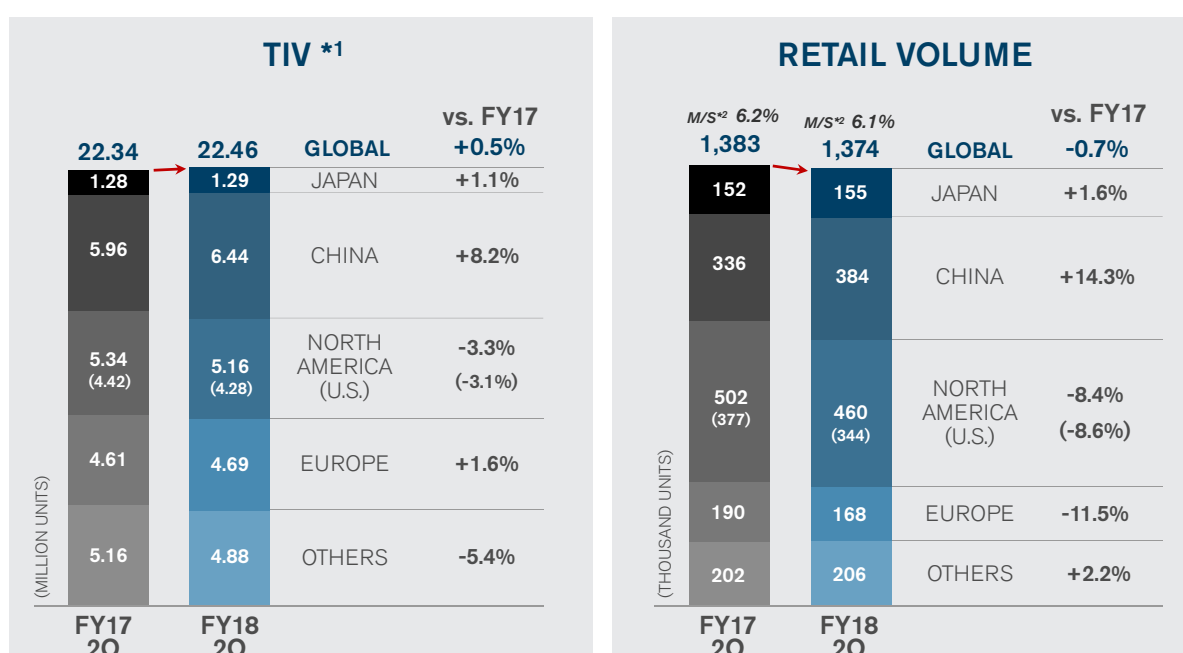 TIV *1
vs. FY17
22.34
22.46
GLOBAL
+0.5%
1.28
1.29
JAPAN
+1.1%
5.96
6.44
CHINA
+8.2%
5.34
(4.42)
5.16
(4.28)
NORTH
AMERICA
(U.S.)
-3.3%
(-3.1%)
4.61
4.69
EUROPE
+1.6%
5.16
4.88
OTHERS
-5.4%
(MILLION UNITS)
FY17
2Q
FY18
2Q
RETAIL VOLUME
M/S*2 6.2%
M/S*2 6.1%
vs. FY17
1,383
1,374
GLOBAL
-0.7%
152
155
JAPAN
+1.6%
336
384
CHINA
+14.3%
502
(377)
460
(344)
NORTH
AMERICA
(U.S.)
-8.4%
(-8.6%)
190
168
EUROPE
-11.5%
202
206
OTHERS
+2.2%
(THOUSAND UNITS)
FY17
2Q
FY18
2Q